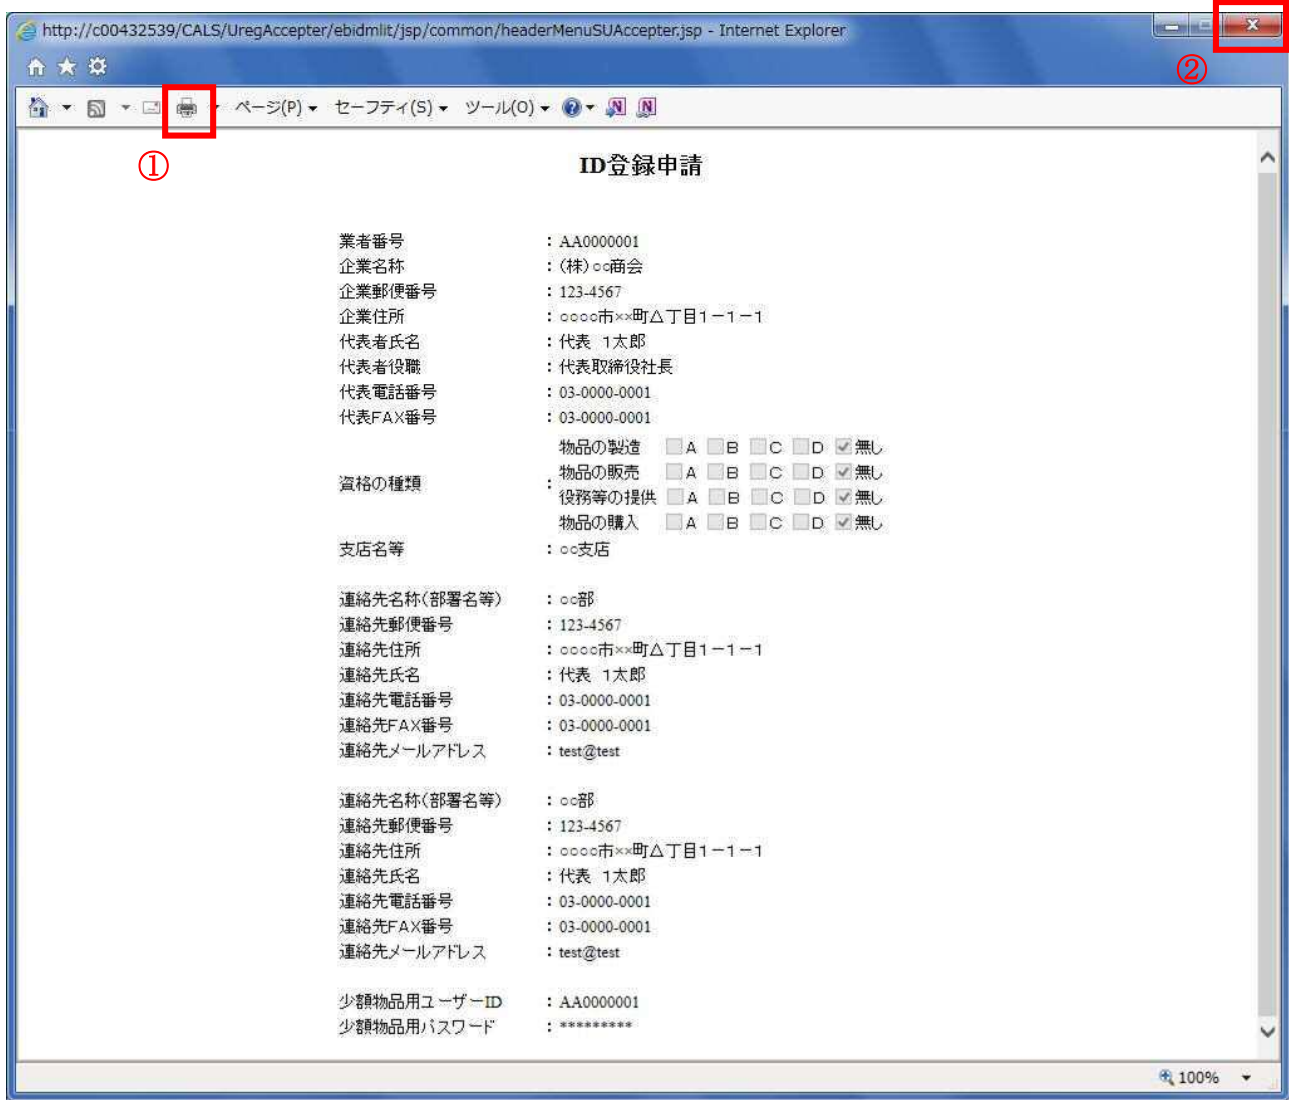 http://c00432539/CALS/UregAccepter/ebidmlit/jsp/common/headerMenuSUAccepter.jsp - Internet Explorer
②
ページ(P) セーフティ(S) ツール(O)
①
ID登録申請
業者番号 : AA0000001
企業名称 : (株)○○商会
企業郵便番号 : 123-4567
企業住所 : ○○○○市××町△丁目1-1-1
代表者氏名 : 代表 1太郎
代表者役職 : 代表取締役社長
代表電話番号 : 03-0000-0001
代表FAX番号 : 03-0000-0001
資格の種類 :
物品の製造 A B C D 無し
物品の販売 A B C D 無し
役務等の提供 A B C D 無し
物品の購入 A B C D 無し
支店名等 : ○○支店
連絡先名称(部署名等) : ○○部
連絡先郵便番号 : 123-4567
連絡先住所 : ○○○○市××町△丁目1-1-1
連絡先氏名 : 代表 1太郎
連絡先電話番号 : 03-0000-0001
連絡先FAX番号 : 03-0000-0001
連絡先メールアドレス : test@test
連絡先名称(部署名等) : ○○部
連絡先郵便番号 : 123-4567
連絡先住所 : ○○○○市××町△丁目1-1-1
連絡先氏名 : 代表 1太郎
連絡先電話番号 : 03-0000-0001
連絡先FAX番号 : 03-0000-0001
連絡先メールアドレス : test@test
少額物品用ユーザーID : AA0000001
少額物品用パスワード : *********
100%